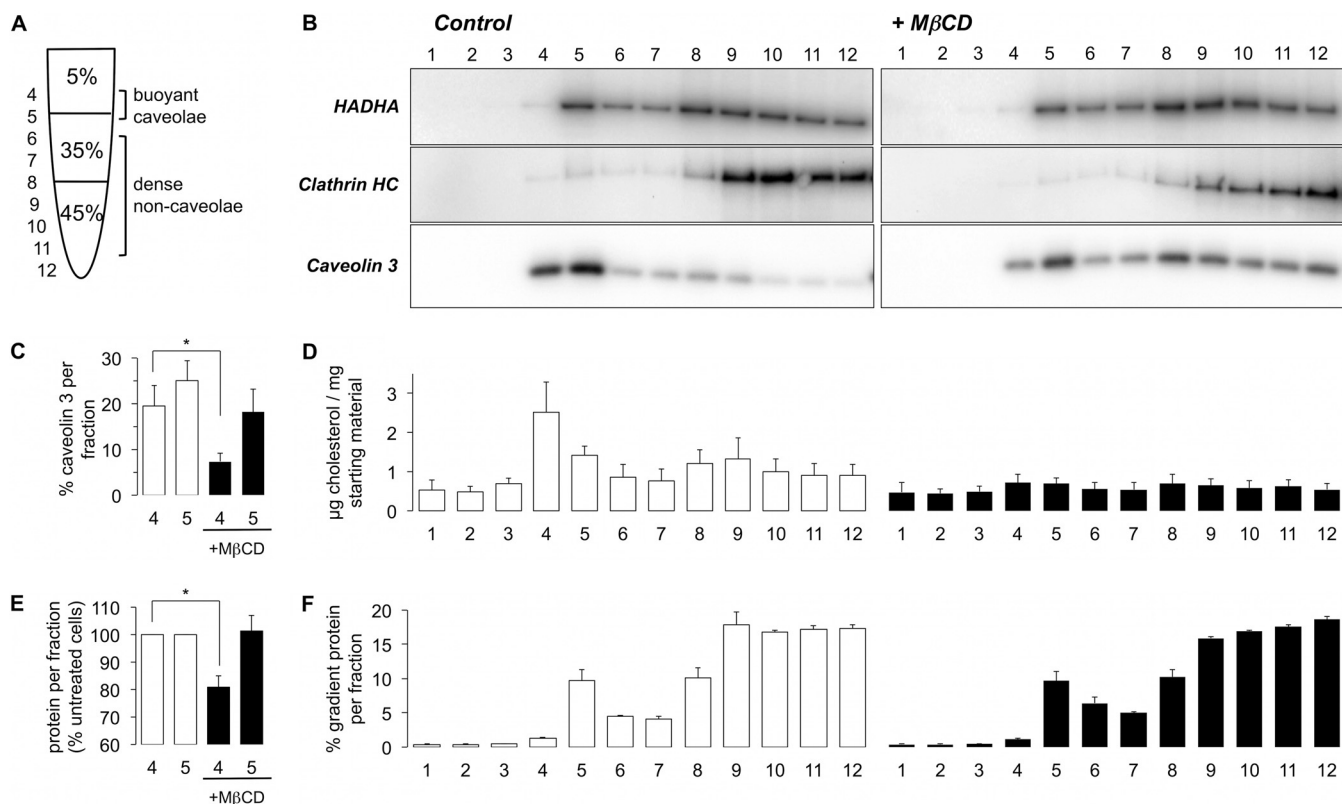 A
5%
4
5
6
7
8
9
10
11
12
35%
45%
buoyant
caveolae
dense
non-caveolae
B
Control
+ MβCD
1 2 3 4 5 6 7 8 9 10 11 12
1 2 3 4 5 6 7 8 9 10 11 12
HADHA
Clathrin HC
Caveolin 3
C
% caveolin 3 per
fraction
30
20
10
0
*
4 5 4 5
+MβCD
D
µg cholesterol / mg
starting material
3
2
1
0
1 2 3 4 5 6 7 8 9 10 11 12
1 2 3 4 5 6 7 8 9 10 11 12
E
protein per fraction
(% untreated cells)
110
100
90
80
70
60
*
4 5 4 5
+MβCD
F
% gradient protein
per fraction
20
15
10
5
0
1 2 3 4 5 6 7 8 9 10 11 12
1 2 3 4 5 6 7 8 9 10 11 12